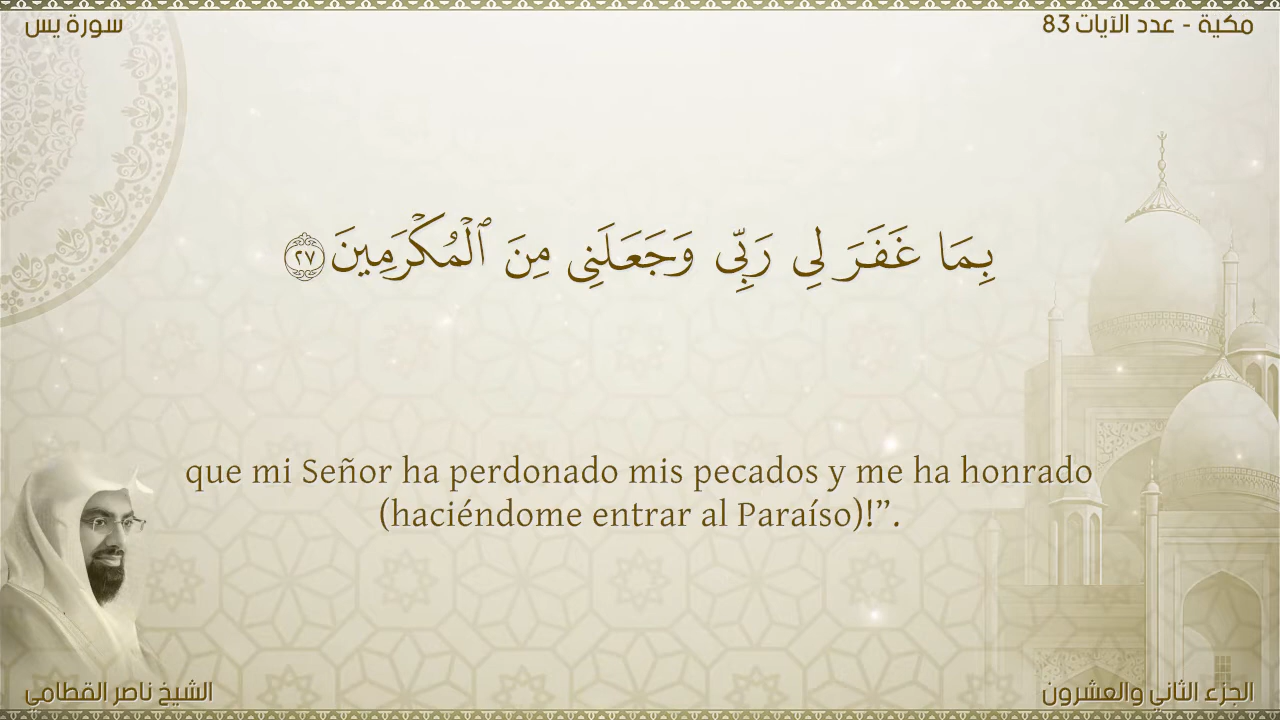 سورة يس
مكية - عدد الآيات 83
بِمَا غَفَرَ لِي رَبِّي وَجَعَلَنِي مِنَ ٱلْمُكْرَمِينَ ٢٧
que mi Señor ha perdonado mis pecados y me ha honrado
(haciéndome entrar al Paraíso)!”.
الشيخ ناصر القطامي
الجزء الثاني والعشرون